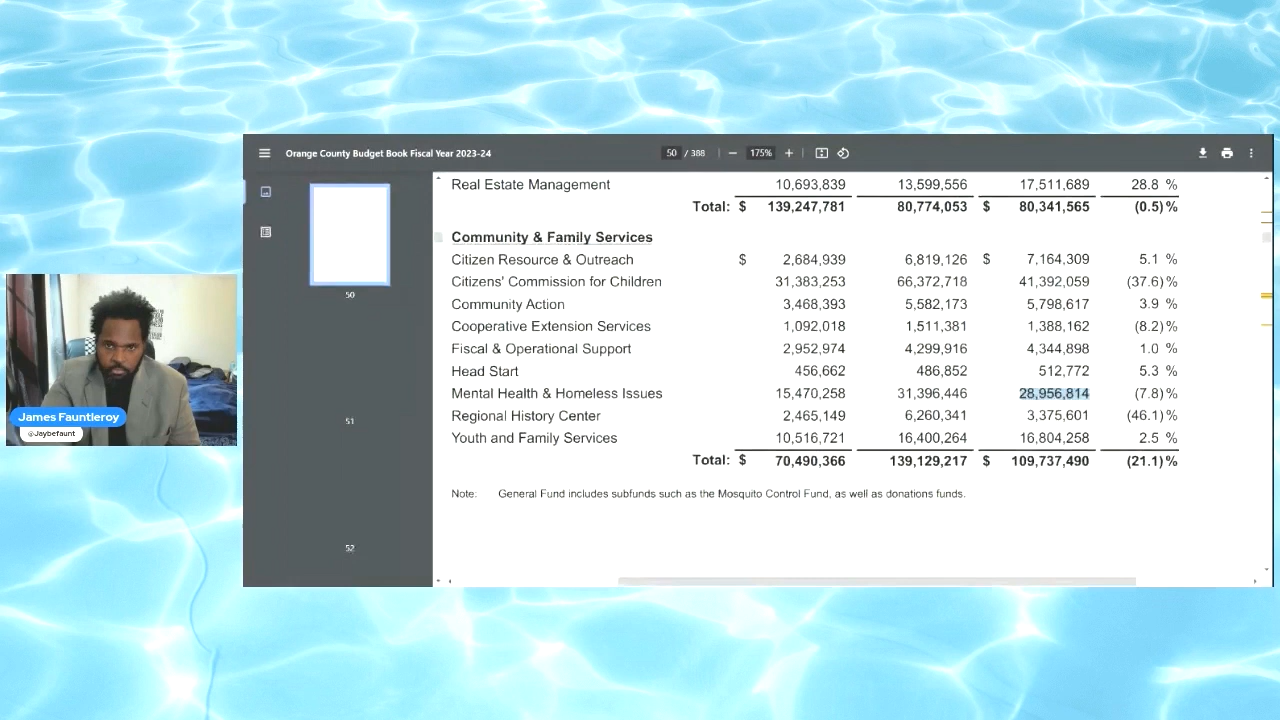 Orange County Budget Book Fiscal Year 2023-24 50 / 388 175%
Real Estate Management 10,693,839 13,599,556 17,511,689 28.8 %
Total: $ 139,247,781 80,774,053 $ 80,341,565 (0.5)%
Community & Family Services
Citizen Resource & Outreach $ 2,684,939 6,819,126 $ 7,164,309 5.1 %
Citizens' Commission for Children 31,383,253 66,372,718 41,392,059 (37.6)%
Community Action 3,468,393 5,582,173 5,798,617 3.9 %
Cooperative Extension Services 1,092,018 1,511,381 1,388,162 (8.2)%
Fiscal & Operational Support 2,952,974 4,299,916 4,344,898 1.0 %
Head Start 456,662 486,852 512,772 5.3 %
Mental Health & Homeless Issues 15,470,258 31,396,446 28,956,814 (7.8)%
Regional History Center 2,465,149 6,260,341 3,375,601 (46.1)%
Youth and Family Services 10,516,721 16,400,264 16,804,258 2.5 %
Total: $ 70,490,366 139,129,217 $ 109,737,490 (21.1)%
Note: General Fund includes subfunds such as the Mosquito Control Fund, as well as donations funds.
50
51
52
James Fauntleroy
@Jaybefaunt